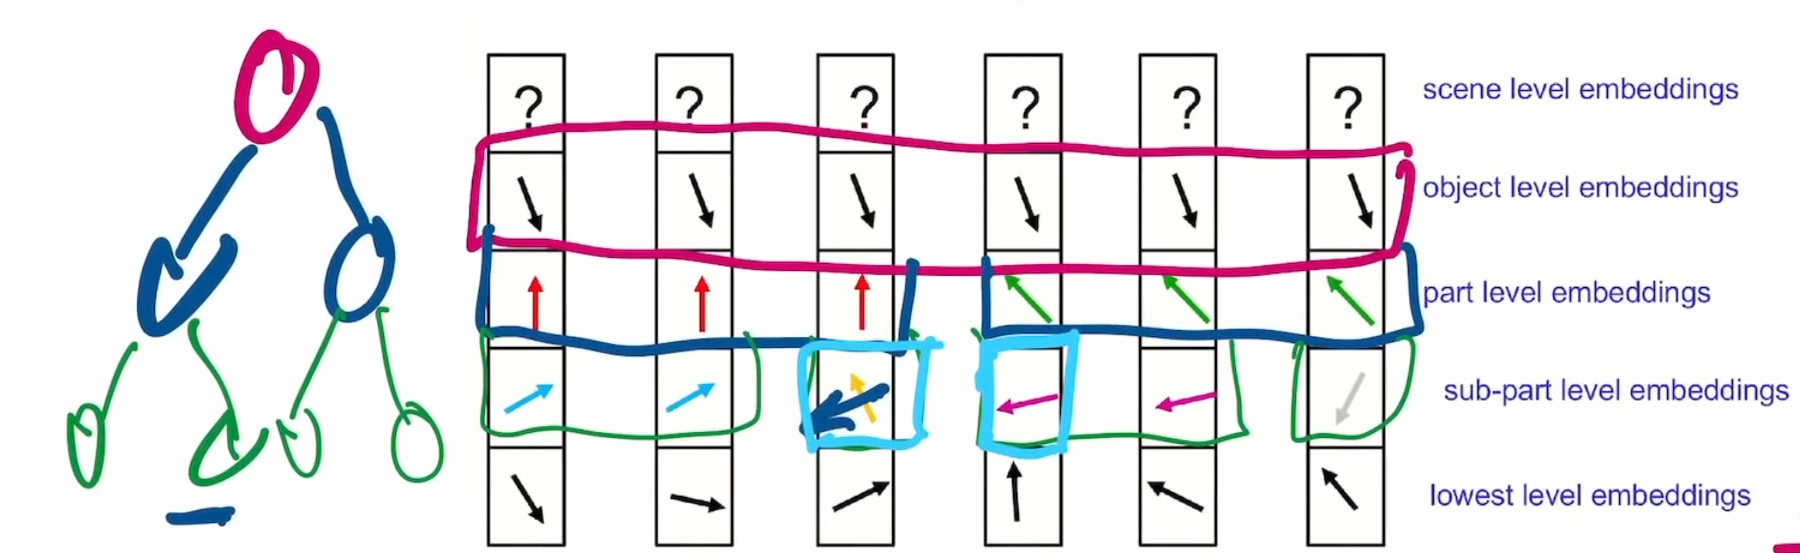 ? ? ? ? ? ? scene level embeddings
object level embeddings
part level embeddings
sub-part level embeddings
lowest level embeddings